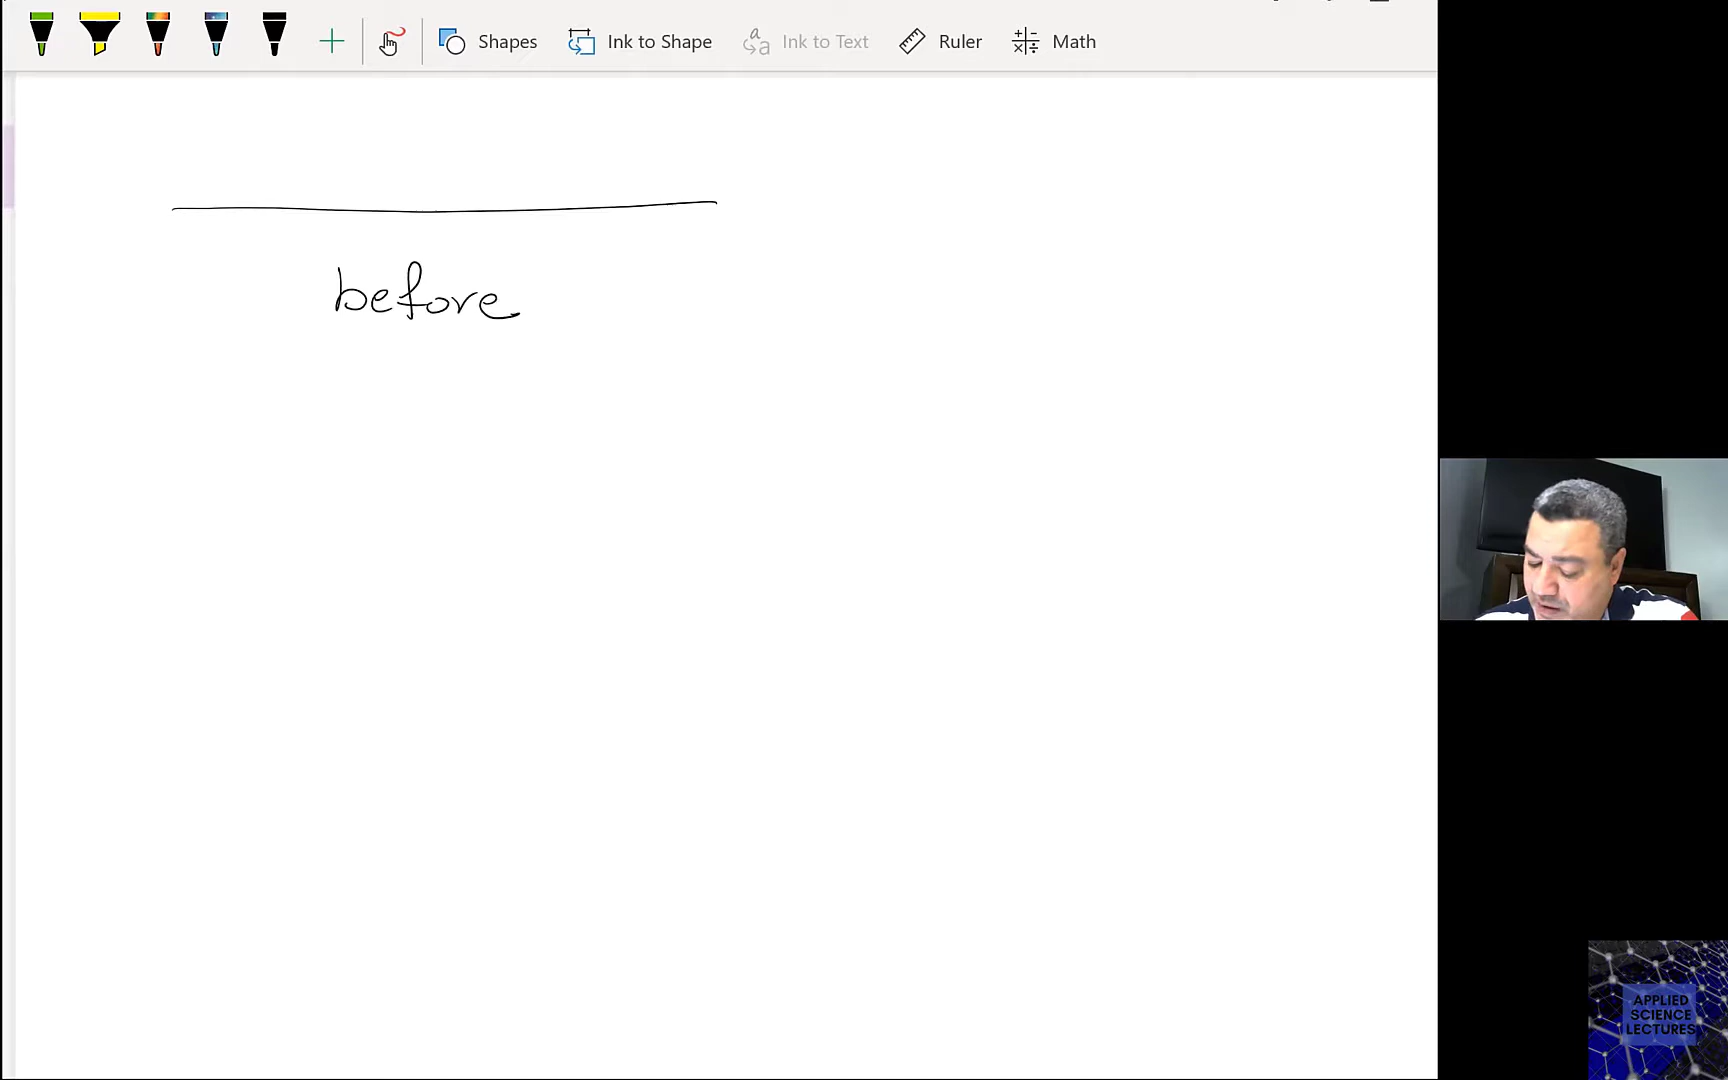 Shapes Ink to Shape Ink to Text Ruler Math
before
APPLIED
SCIENCE
LECTURES